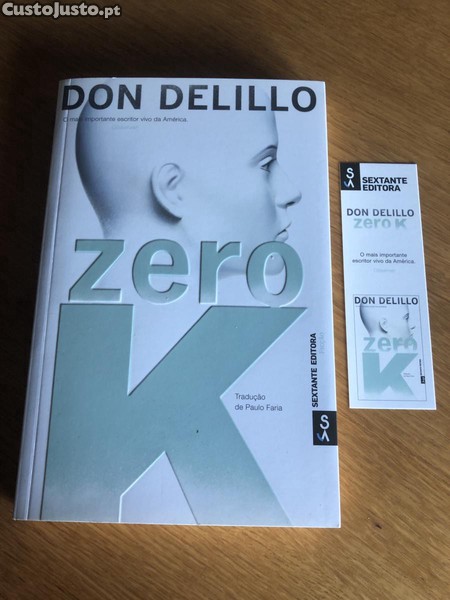 CustoJusto.pt
DON DELILLO
O mais importante escritor vivo da América.
zero
K
Tradução
de Paulo Faria
SEXTANTE EDITORA
S
SEXTANTE
EDITORA
DON DELILLO
zero K
O mais importante
escritor vivo da América.
DON DELILLO
zero
K